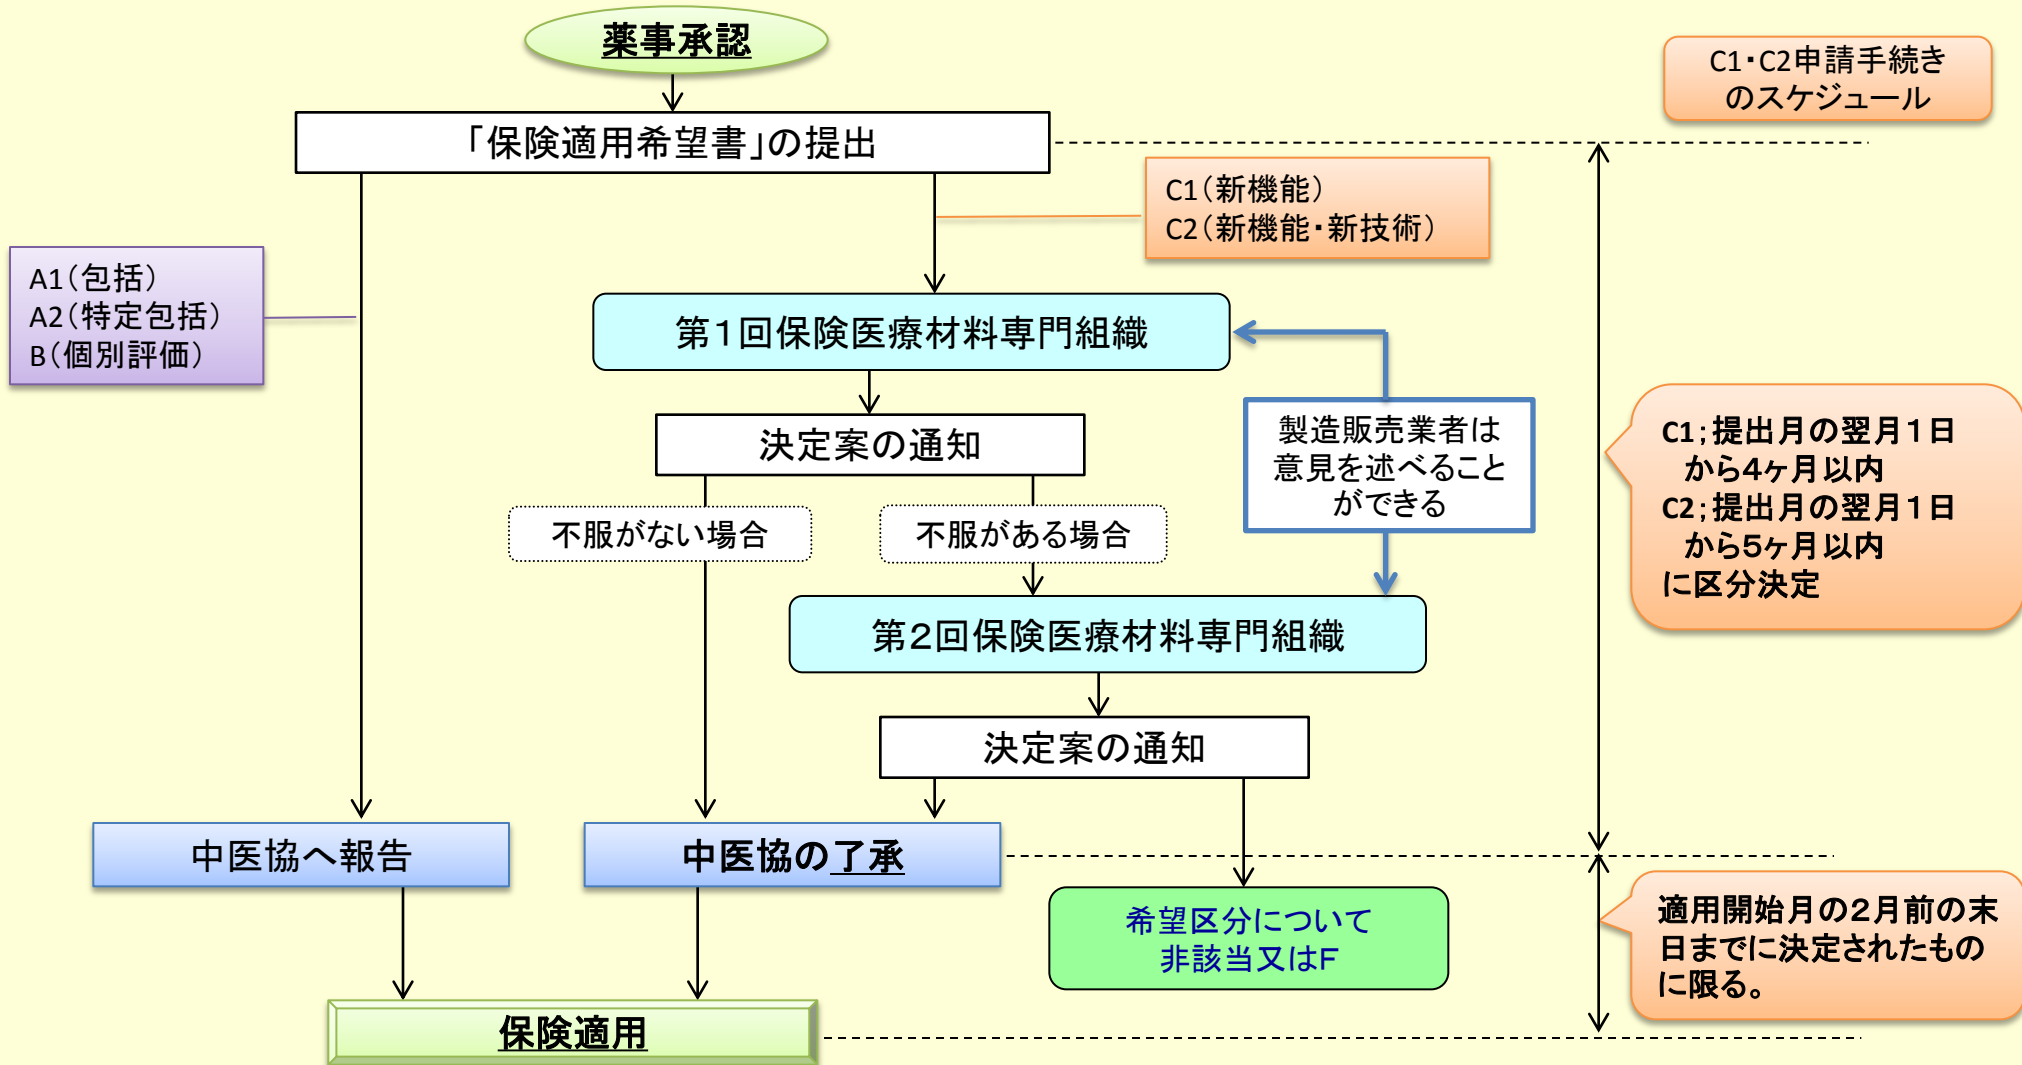 薬事承認
C1・C2申請手続き
のスケジュール
「保険適用希望書」の提出
C1（新機能）
C2（新機能・新技術）
A1（包括）
A2（特定包括）
B（個別評価）
第１回保険医療材料専門組織
決定案の通知
製造販売業者は
意見を述べること
ができる
C1；提出月の翌月１日
から4ヶ月以内
C2；提出月の翌月１日
から5ヶ月以内
に区分決定
不服がない場合
不服がある場合
第２回保険医療材料専門組織
決定案の通知
中医協へ報告
中医協の了承
希望区分について
非該当又はF
適用開始月の２月前の末
日までに決定されたもの
に限る。
保険適用